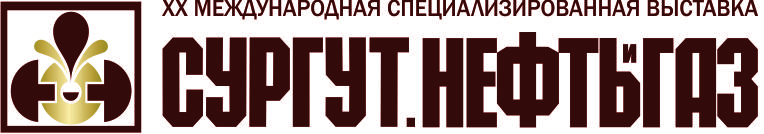 XX МЕЖДУНАРОДНАЯ СПЕЦИАЛИЗИРОВАННАЯ ВЫСТАВКА
СУРГУТ. НЕФТЬ И ГАЗ